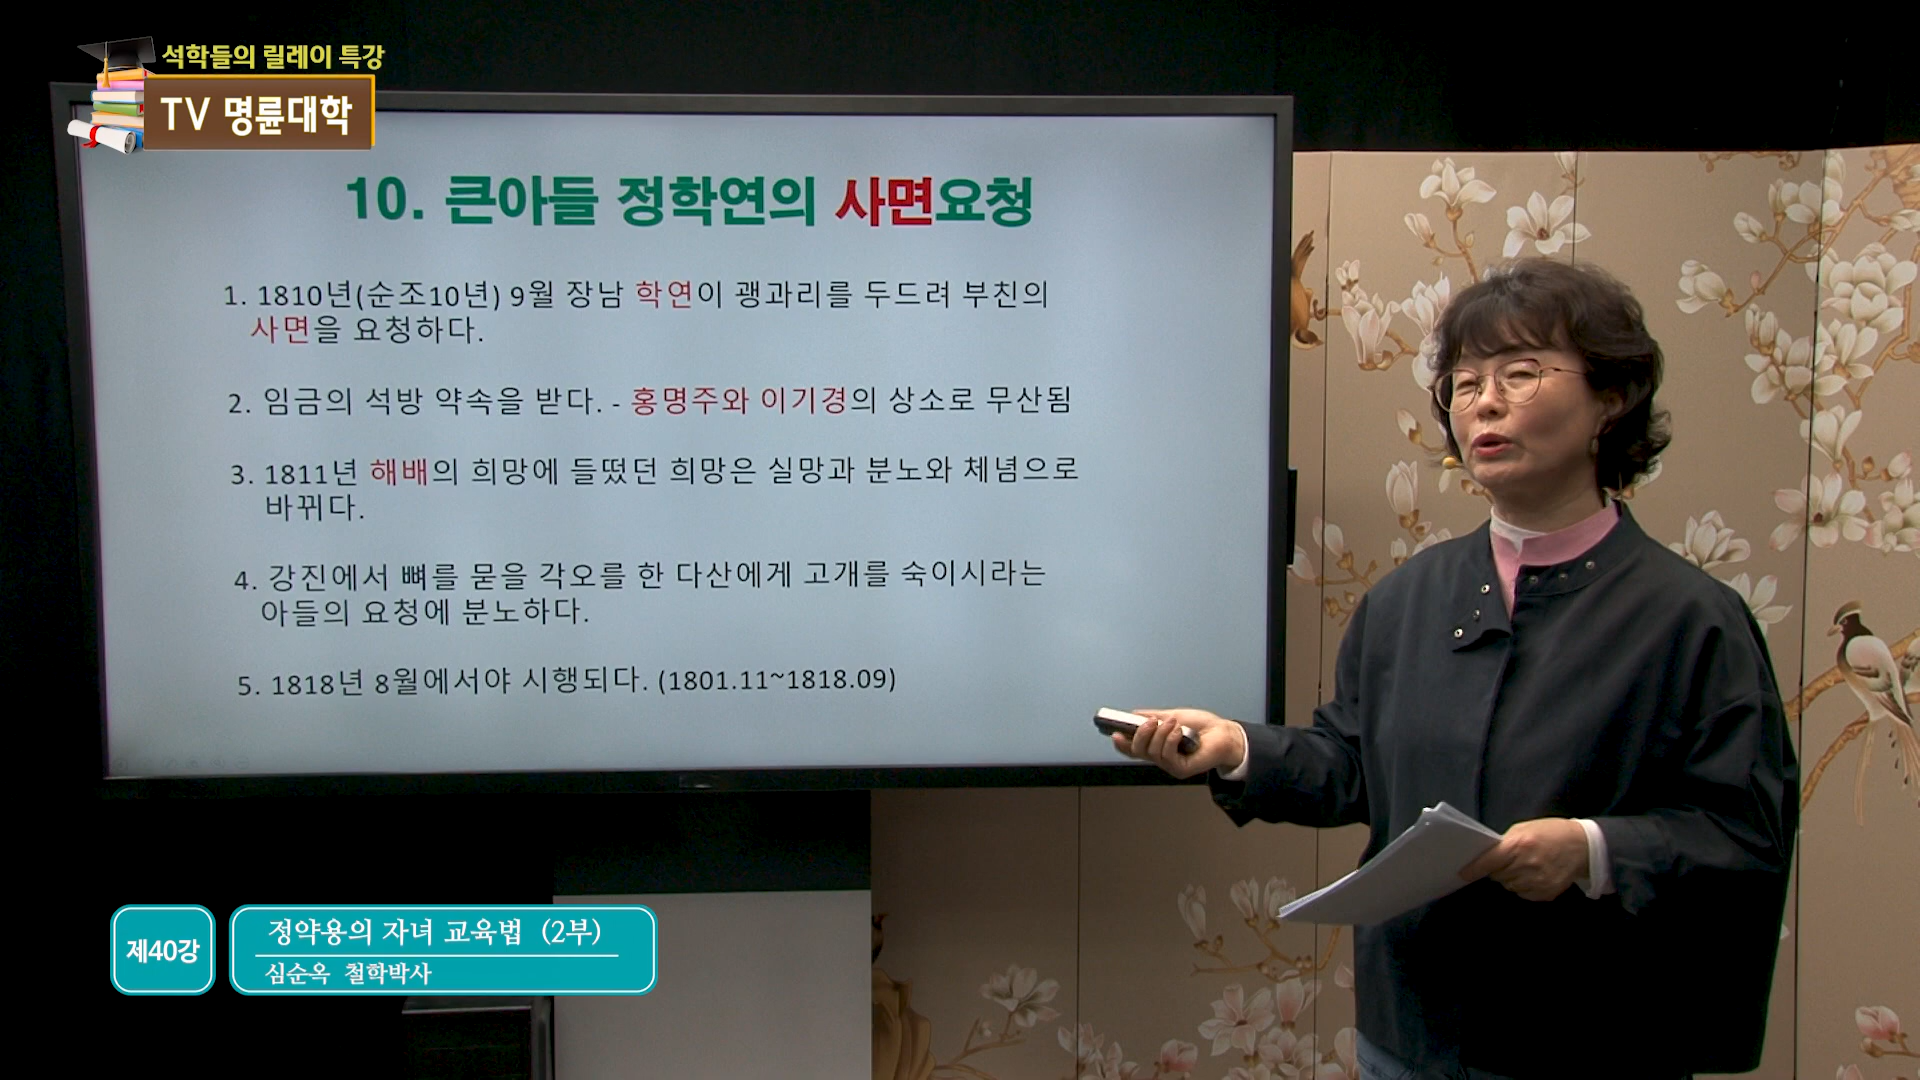 석학들의 릴레이 특강
TV 명륜대학
10. 큰아들 정학연의 사면요청
1. 1810년(순조10년) 9월 장남 학연이 괭과리를 두드려 부친의
사면을 요청하다.
2. 임금의 석방 약속을 받다. - 홍명주와 이기경의 상소로 무산됨
3. 1811년 해배의 희망에 들떴던 희망은 실망과 분노와 체념으로
바뀌다.
4. 강진에서 뼈를 묻을 각오를 한 다산에게 고개를 숙이시라는
아들의 요청에 분노하다.
5. 1818년 8월에서야 시행되다. (1801.11~1818.09)
제40강
정약용의 자녀 교육법 (2부)
심순옥 철학박사